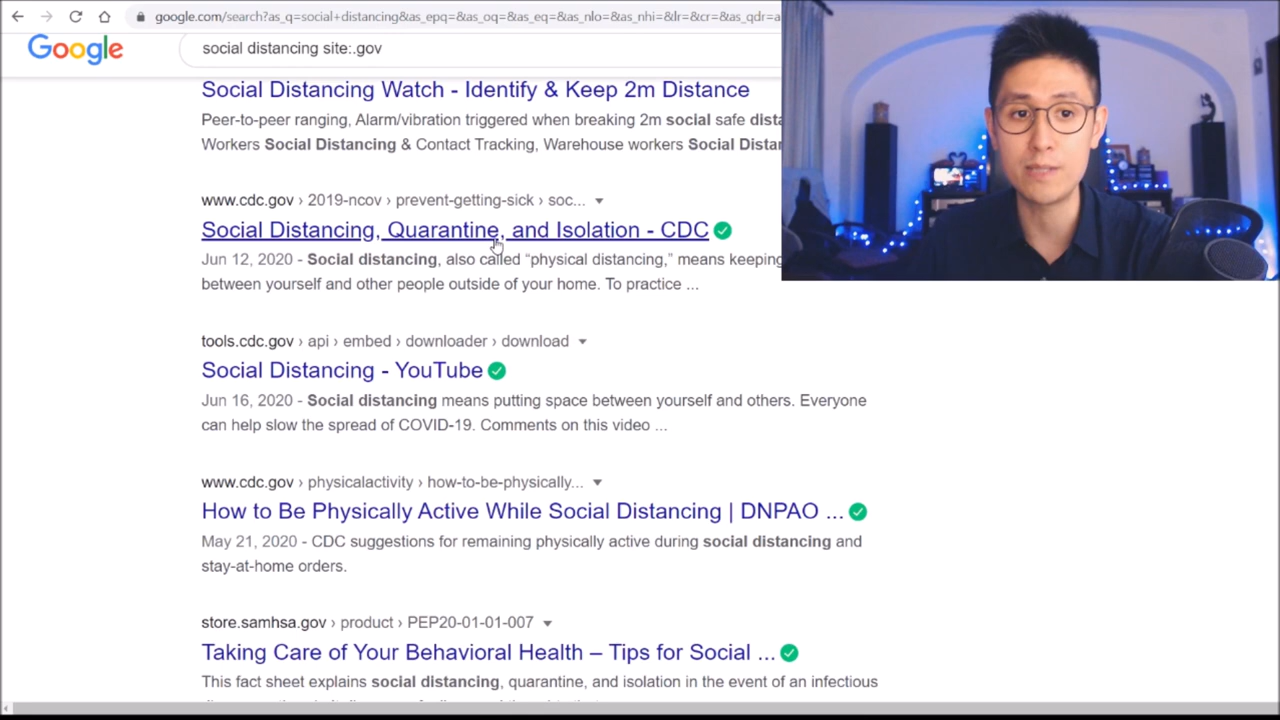 google.com/search?as_q=social+distancing&as_epq=&as_oq=&as_eq=&as_nlo=&as_nhi=&lr=&cr=&as_qdr=a
Google
social distancing site:.gov
Social Distancing Watch - Identify & Keep 2m Distance
Peer-to-peer ranging, Alarm/vibration triggered when breaking 2m social safe dista
Workers Social Distancing & Contact Tracking, Warehouse workers Social Distan
www.cdc.gov › 2019-ncov › prevent-getting-sick › soc...
Social Distancing, Quarantine, and Isolation - CDC
Jun 12, 2020 - Social distancing, also called “physical distancing,” means keeping
between yourself and other people outside of your home. To practice ...
tools.cdc.gov › api › embed › downloader › download
Social Distancing - YouTube
Jun 16, 2020 - Social distancing means putting space between yourself and others. Everyone
can help slow the spread of COVID-19. Comments on this video ...
www.cdc.gov › physicalactivity › how-to-be-physically...
How to Be Physically Active While Social Distancing | DNPAO ...
May 21, 2020 - CDC suggestions for remaining physically active during social distancing and
stay-at-home orders.
store.samhsa.gov › product › PEP20-01-01-007
Taking Care of Your Behavioral Health – Tips for Social ...
This fact sheet explains social distancing, quarantine, and isolation in the event of an infectious